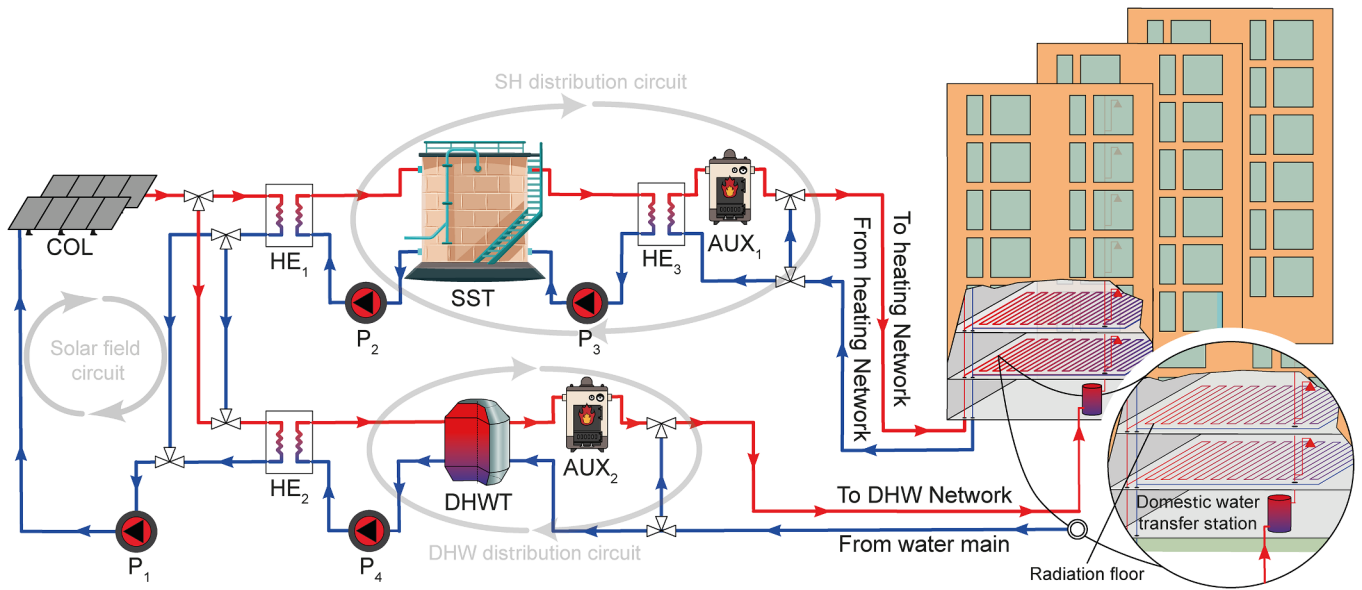 SH distribution circuit
COL
HE1
SST
HE3
AUX1
P2
P3
To heating Network
From heating Network
Solar field
circuit
HE2
DHWT
AUX2
P1
P4
DHW distribution circuit
To DHW Network
From water main
Domestic water
transfer station
Radiation floor